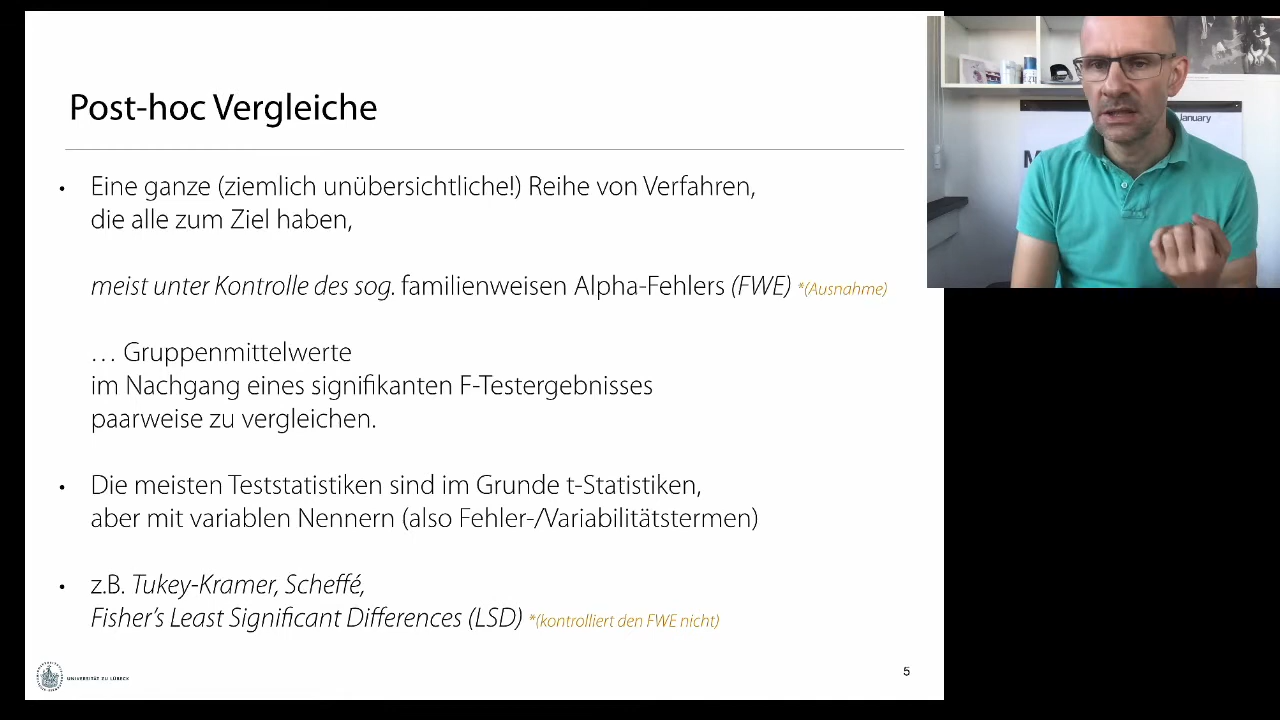 Post-hoc Vergleiche
• Eine ganze (ziemlich unübersichtliche!) Reihe von Verfahren,
die alle zum Ziel haben,
meist unter Kontrolle des sog. familienweisen Alpha-Fehlers (FWE) *(Ausnahme)
… Gruppenmittelwerte
im Nachgang eines signifikanten F-Testergebnisses
paarweise zu vergleichen.
• Die meisten Teststatistiken sind im Grunde t-Statistiken,
aber mit variablen Nennern (also Fehler-/Variabilitätstermen)
• z.B. Tukey-Kramer, Scheffé,
Fisher's Least Significant Differences (LSD) *(kontrolliert den FWE nicht)
UNIVERSITÄT ZU LÜBECK
5
January
M